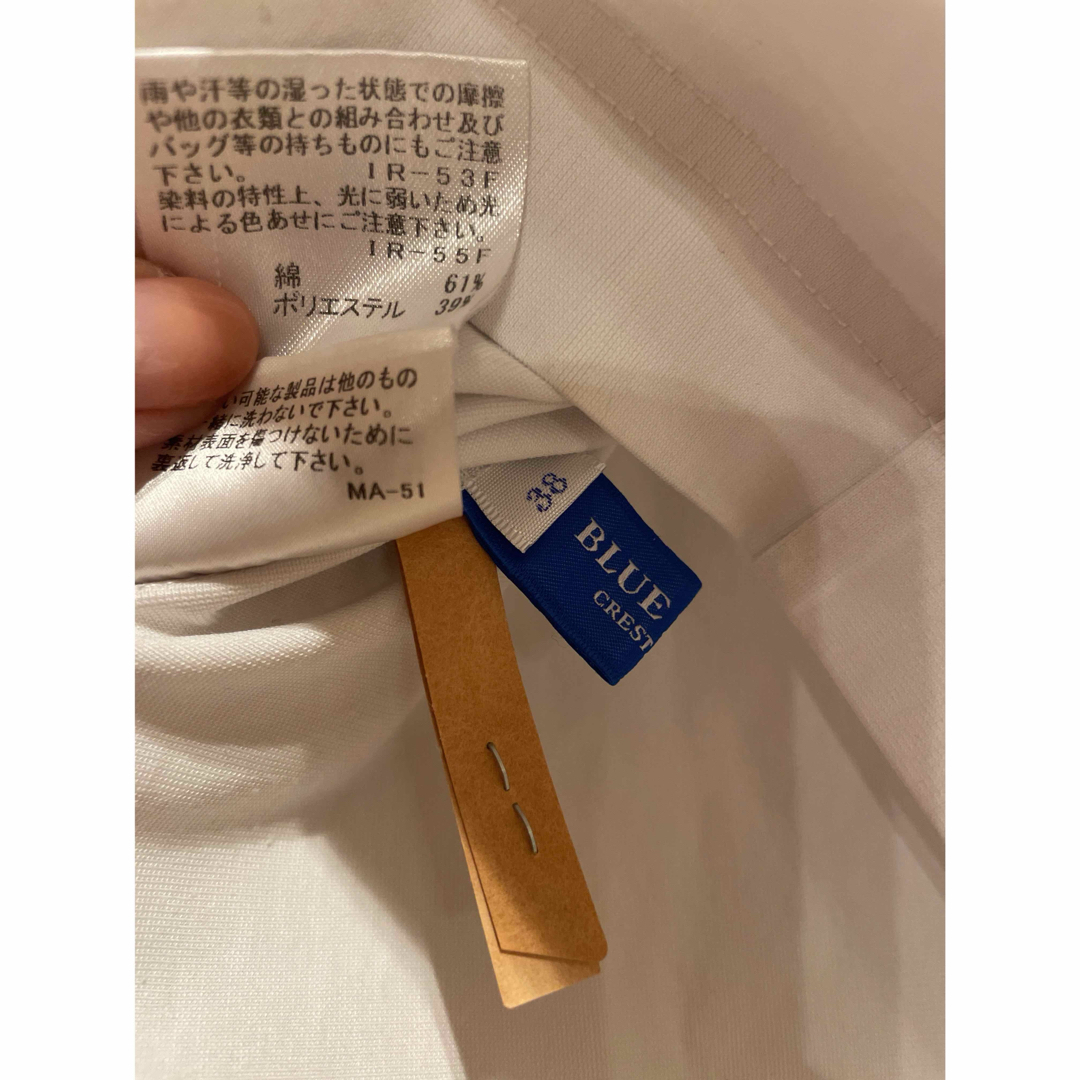 雨や汗等の湿った状態での摩擦
や他の衣類との組み合わせ及び
バッグ等の持ちものにもご注意
下さい。 IR-53F
染料の特性上、光に弱いため光
による色あせにご注意下さい。
IR-55F
綿 61%
ポリエステル 39%
い可能な製品は他のもの
緒に洗わないで下さい。
素材表面を傷つけないために
裏返して洗浄して下さい。
MA-51
38
BLUE
CREST